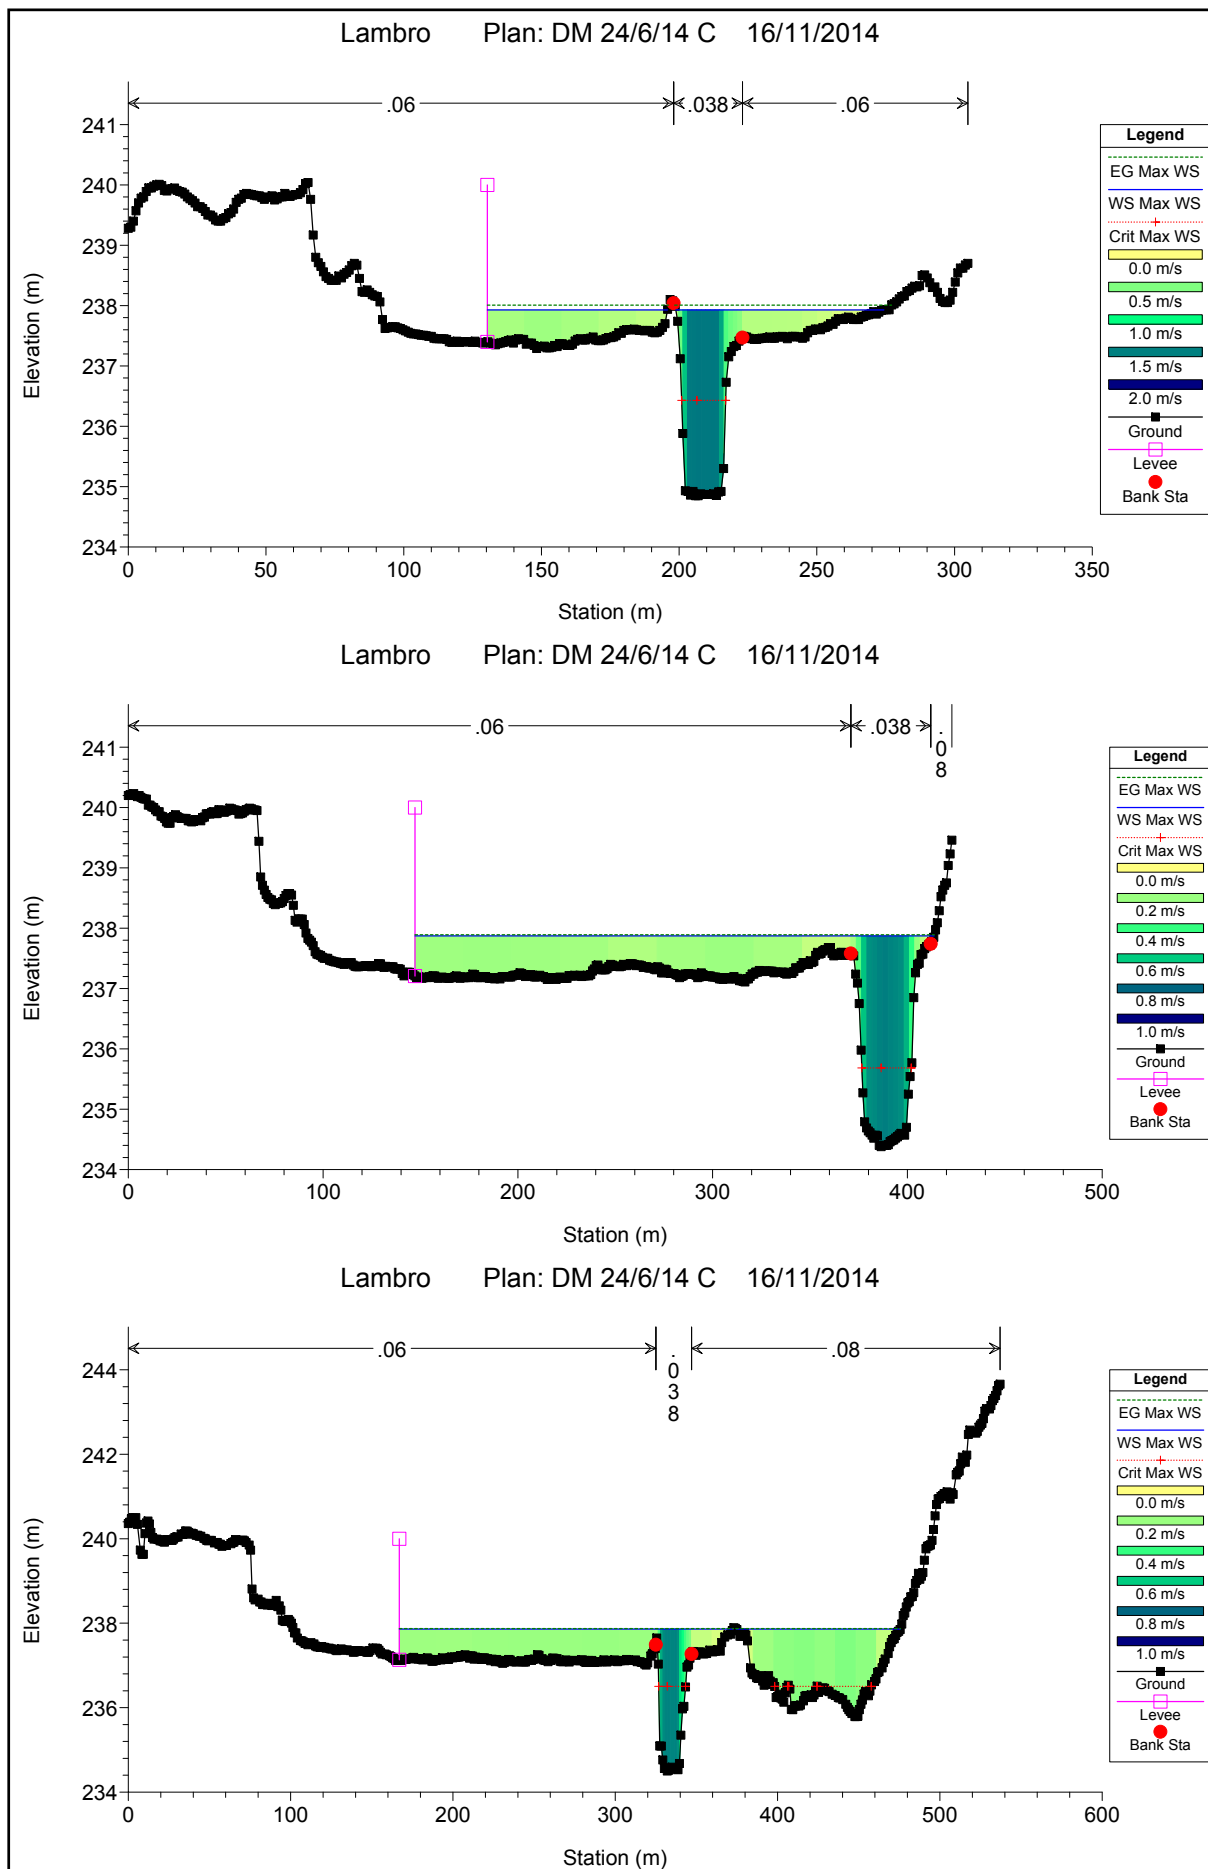 Lambro Plan: DM 24/6/14 C 16/11/2014
.06 .038 .06
241
240
239
238
237
236
235
234
Elevation (m)
0 50 100 150 200 250 300 350
Station (m)
Legend
EG Max WS
WS Max WS
Crit Max WS
0.0 m/s
0.5 m/s
1.0 m/s
1.5 m/s
2.0 m/s
Ground
Levee
Bank Sta
Lambro Plan: DM 24/6/14 C 16/11/2014
.06 .038 .08
241
240
239
238
237
236
235
234
Elevation (m)
0 100 200 300 400 500
Station (m)
Legend
EG Max WS
WS Max WS
Crit Max WS
0.0 m/s
0.2 m/s
0.4 m/s
0.6 m/s
0.8 m/s
1.0 m/s
Ground
Levee
Bank Sta
Lambro Plan: DM 24/6/14 C 16/11/2014
.06 .038 .08
244
242
240
238
236
234
Elevation (m)
0 100 200 300 400 500 600
Station (m)
Legend
EG Max WS
WS Max WS
Crit Max WS
0.0 m/s
0.2 m/s
0.4 m/s
0.6 m/s
0.8 m/s
1.0 m/s
Ground
Levee
Bank Sta